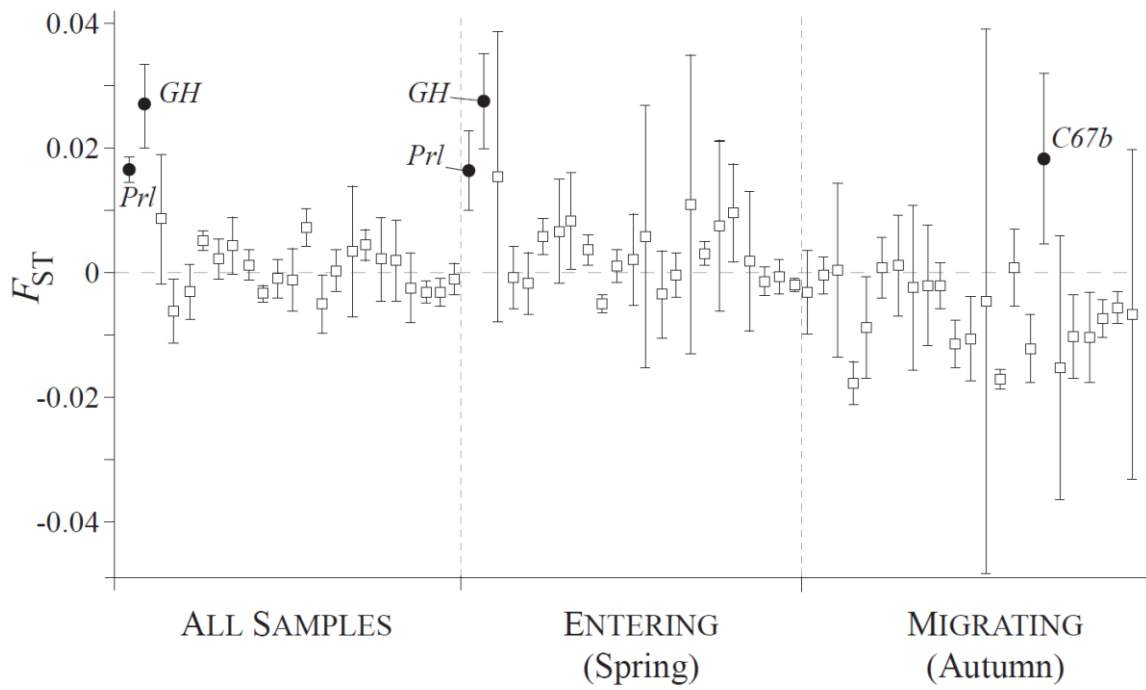 0.04
0.02
0
-0.02
-0.04
F_ST
GH
Prl
GH
Prl
C67b
ALL SAMPLES
ENTERING
(Spring)
MIGRATING
(Autumn)